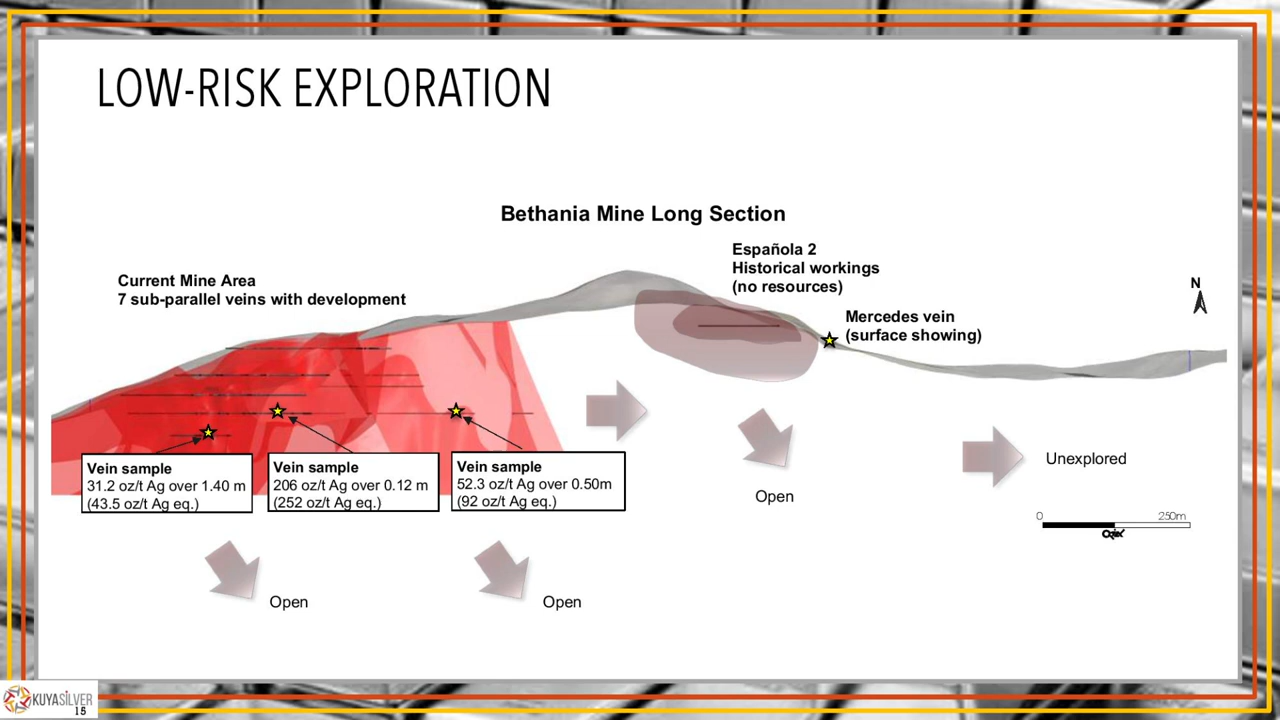 LOW-RISK EXPLORATION
Bethania Mine Long Section
Española 2
Historical workings
(no resources)
Current Mine Area
7 sub-parallel veins with development
N
Mercedes vein
(surface showing)
Vein sample
31.2 oz/t Ag over 1.40 m
(43.5 oz/t Ag eq.)
Vein sample
206 oz/t Ag over 0.12 m
(252 oz/t Ag eq.)
Vein sample
52.3 oz/t Ag over 0.50m
(92 oz/t Ag eq.)
Unexplored
Open
0 250m
Open
Open
KUYASILVER
15